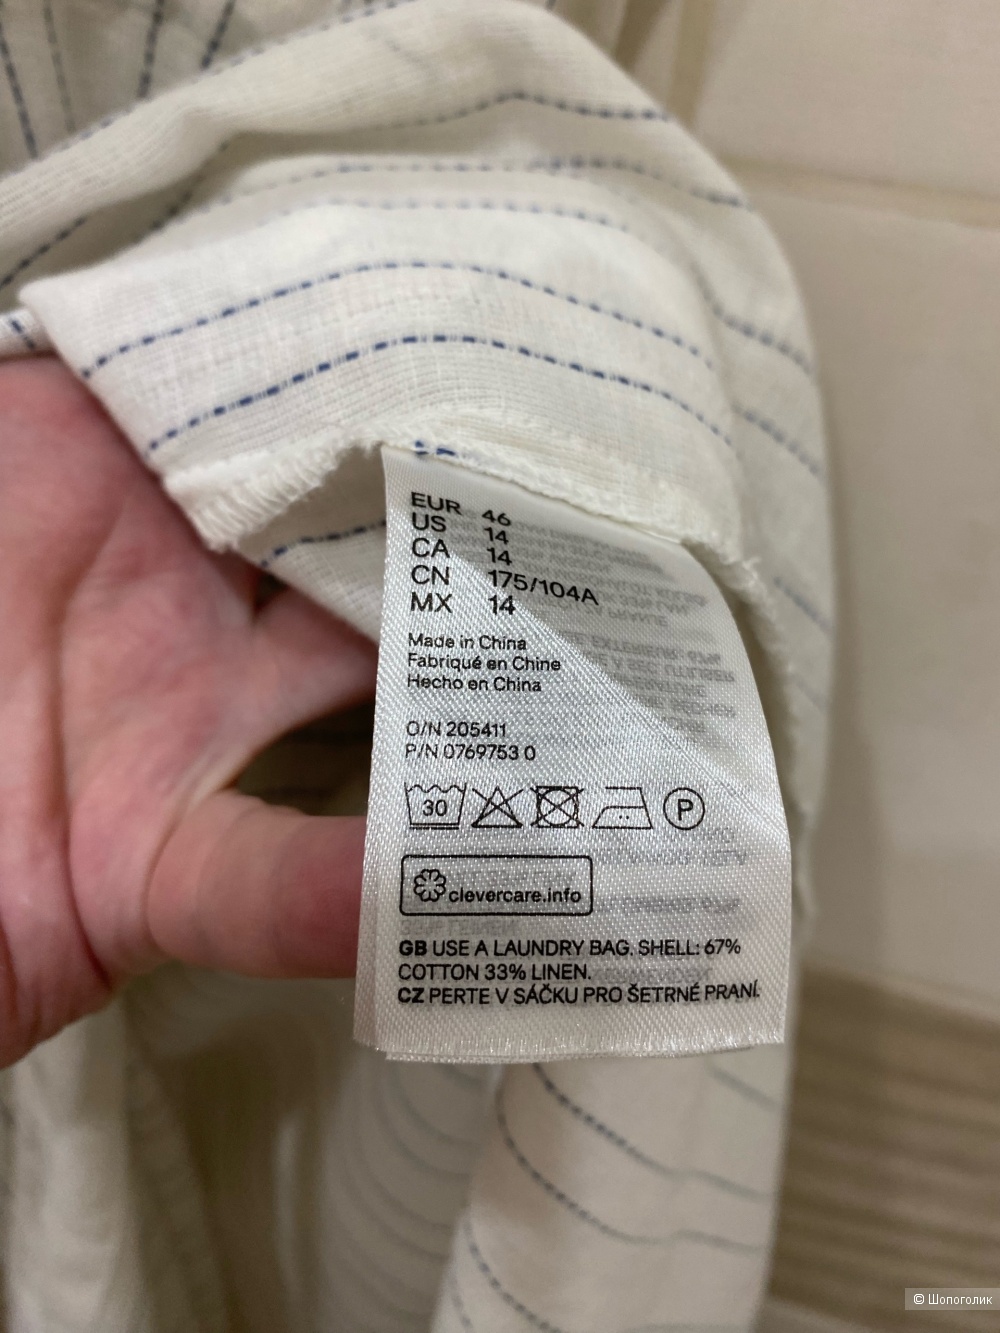 EUR 46
US 14
CA 14
CN 175/104A
MX 14
Made in China
Fabriqué en Chine
Hecho en China
O/N 205411
P/N 0769753 0
30
P
clevercare.info
GB USE A LAUNDRY BAG. SHELL: 67%
COTTON 33% LINEN.
CZ PERTE V SÁČKU PRO ŠETRNÉ PRANÍ.
© Шопоголик